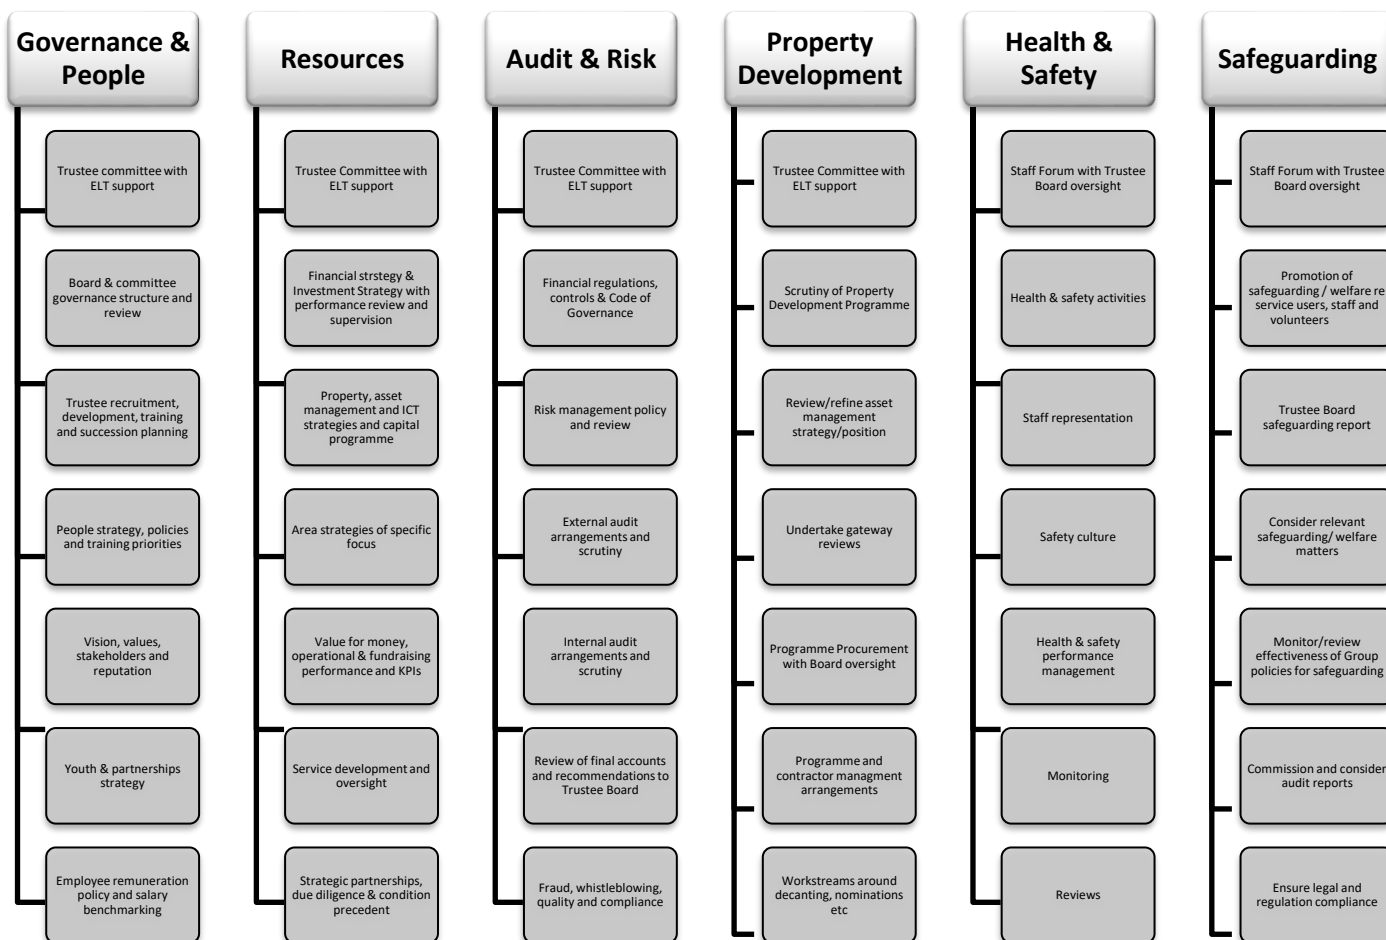 Governance &
People
Trustee committee with
ELT support
Board & committee
governance structure and
review
Trustee recruitment,
development, training
and succession planning
People strategy, policies
and training priorities
Vision, values,
stakeholders and
reputation
Youth & partnerships
strategy
Employee remuneration
policy and salary
benchmarking
Resources
Trustee Committee with
ELT support
Financial strstegy &
Investment Strategy with
performance review and
supervision
Property, asset
management and ICT
strategies and capital
programme
Area strategies of specific
focus
Value for money,
operational & fundraising
performance and KPIs
Service development and
oversight
Strategic partnerships,
due diligence & condition
precedent
Audit & Risk
Trustee Committee with
ELT support
Financial regulations,
controls & Code of
Governance
Risk management policy
and review
External audit
arrangements and
scrutiny
Internal audit
arrangements and
scrutiny
Review of final accounts
and recommendations to
Trustee Board
Fraud, whistleblowing,
quality and compliance
Property
Development
Trustee Committee with
ELT support
Scrutiny of Property
Development Programme
Review/refine asset
management
strategy/position
Undertake gateway
reviews
Programme Procurement
with Board oversight
Programme and
contractor managment
arrangements
Workstreams around
decanting, nominations
etc
Health &
Safety
Staff Forum with Trustee
Board oversight
Health & safety activities
Staff representation
Safety culture
Health & safety
performance
management
Monitoring
Reviews
Safeguarding
Staff Forum with Trustee
Board oversight
Promotion of
safeguarding / welfare re
service users, staff and
volunteers
Trustee Board
safeguarding report
Consider relevant
safeguarding/ welfare
matters
Monitor/review
effectiveness of Group
policies for safeguarding
Commission and consider
audit reports
Ensure legal and
regulation compliance